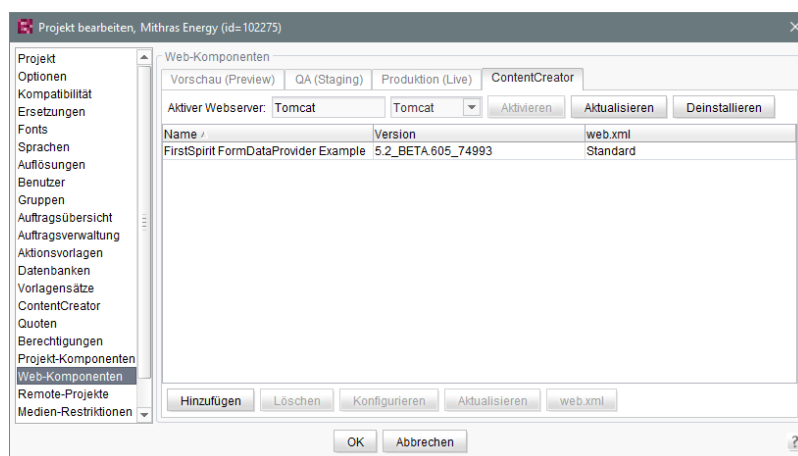 Projekt bearbeiten, Mithras Energy (id=102275)
Projekt
Optionen
Kompatibilität
Ersetzungen
Fonts
Sprachen
Auflösungen
Benutzer
Gruppen
Auftragsübersicht
Auftragsverwaltung
Aktionsvorlagen
Datenbanken
Vorlagensätze
ContentCreator
Quoten
Berechtigungen
Projekt-Komponenten
Web-Komponenten
Remote-Projekte
Medien-Restriktionen
Web-Komponenten
Vorschau (Preview) QA (Staging) Produktion (Live) ContentCreator
Aktiver Webserver: Tomcat Tomcat Aktivieren Aktualisieren Deinstallieren
Name Version web.xml
FirstSpirit FormDataProvider Example 5.2_BETA.605_74993 Standard
Hinzufügen Löschen Konfigurieren Aktualisieren web.xml
OK Abbrechen ?